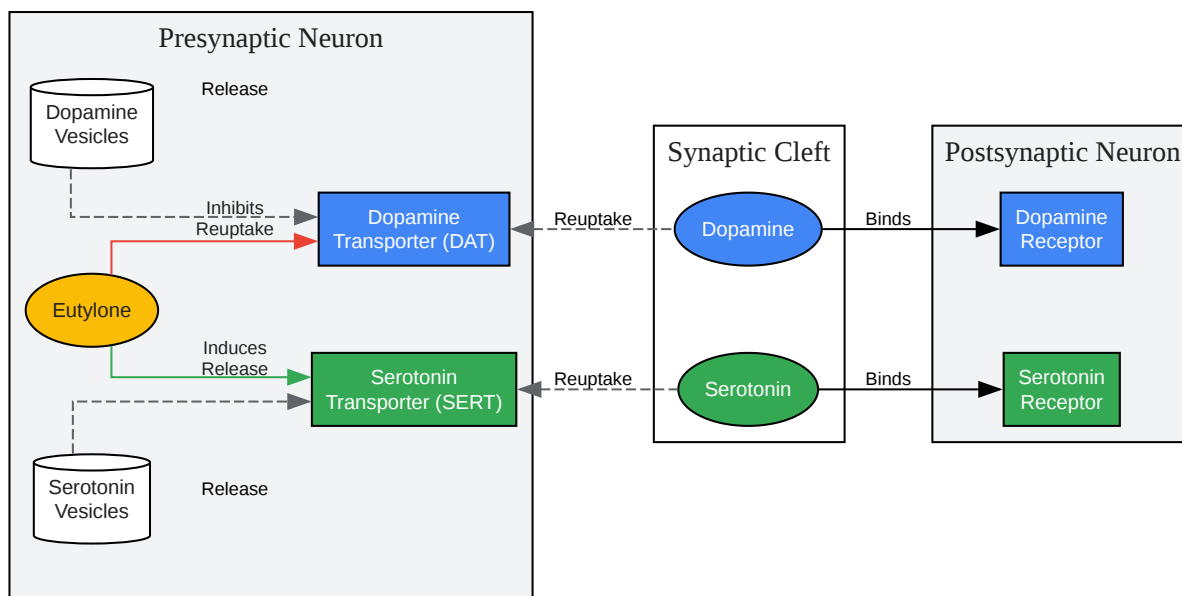 Presynaptic Neuron
Release
Dopamine
Vesicles
Inhibits
Reuptake
Dopamine
Transporter (DAT)
Eutylone
Induces
Release
Serotonin
Transporter (SERT)
Serotonin
Vesicles
Release
Synaptic Cleft
Reuptake
Dopamine
Binds
Reuptake
Serotonin
Binds
Postsynaptic Neuron
Dopamine
Receptor
Serotonin
Receptor